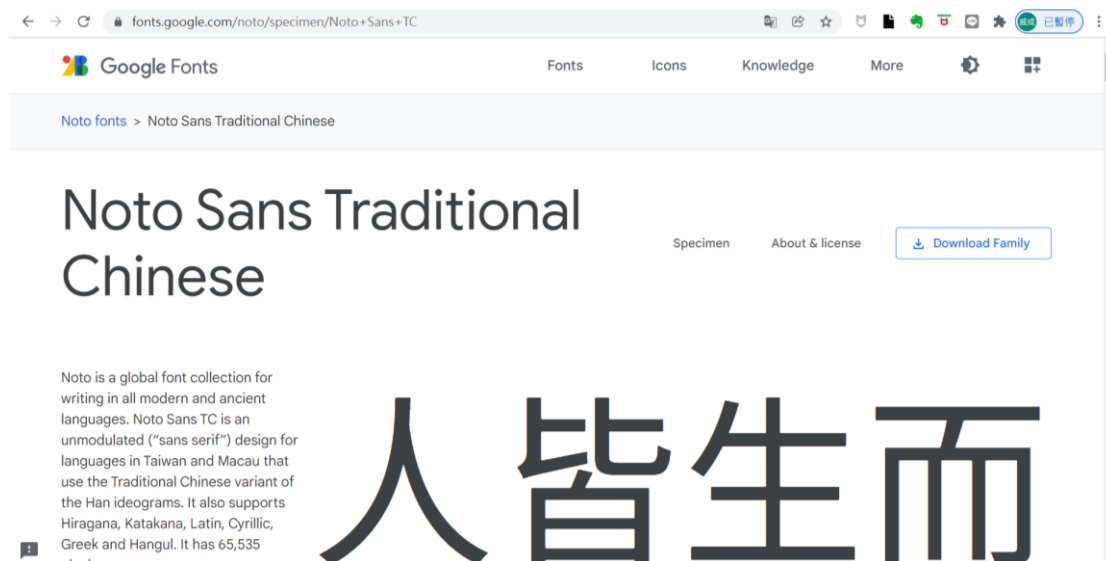 fonts.google.com/noto/specimen/Noto+Sans+TC
已暫停
Google Fonts
Fonts
Icons
Knowledge
More
Noto fonts > Noto Sans Traditional Chinese
Noto Sans Traditional
Chinese
Specimen
About & license
Download Family
Noto is a global font collection for
writing in all modern and ancient
languages. Noto Sans TC is an
unmodulated (“sans serif”) design for
languages in Taiwan and Macau that
use the Traditional Chinese variant of
the Han ideograms. It also supports
Hiragana, Katakana, Latin, Cyrillic,
Greek and Hangul. It has 65,535
人皆生而